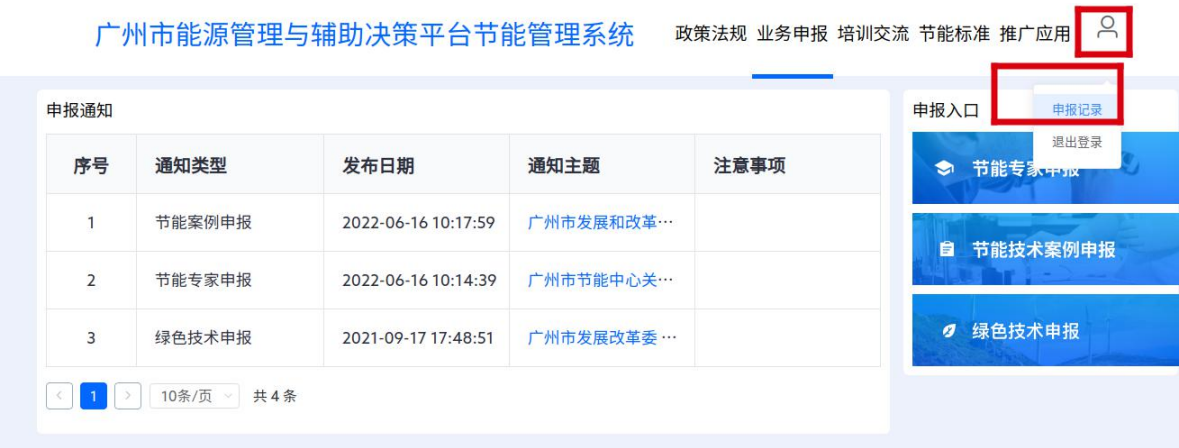 广州市能源管理与辅助决策平台节能管理系统 政策法规 业务申报 培训交流 节能标准 推广应用
申报通知
序号 通知类型 发布日期 通知主题 注意事项
1 节能案例申报 2022-06-16 10:17:59 广州市发展和改革…
2 节能专家申报 2022-06-16 10:14:39 广州市节能中心关…
3 绿色技术申报 2021-09-17 17:48:51 广州市发展改革委 …
< 1 > 10条/页 共 4 条
申报入口
申报记录
退出登录
节能专家申报
节能技术案例申报
绿色技术申报